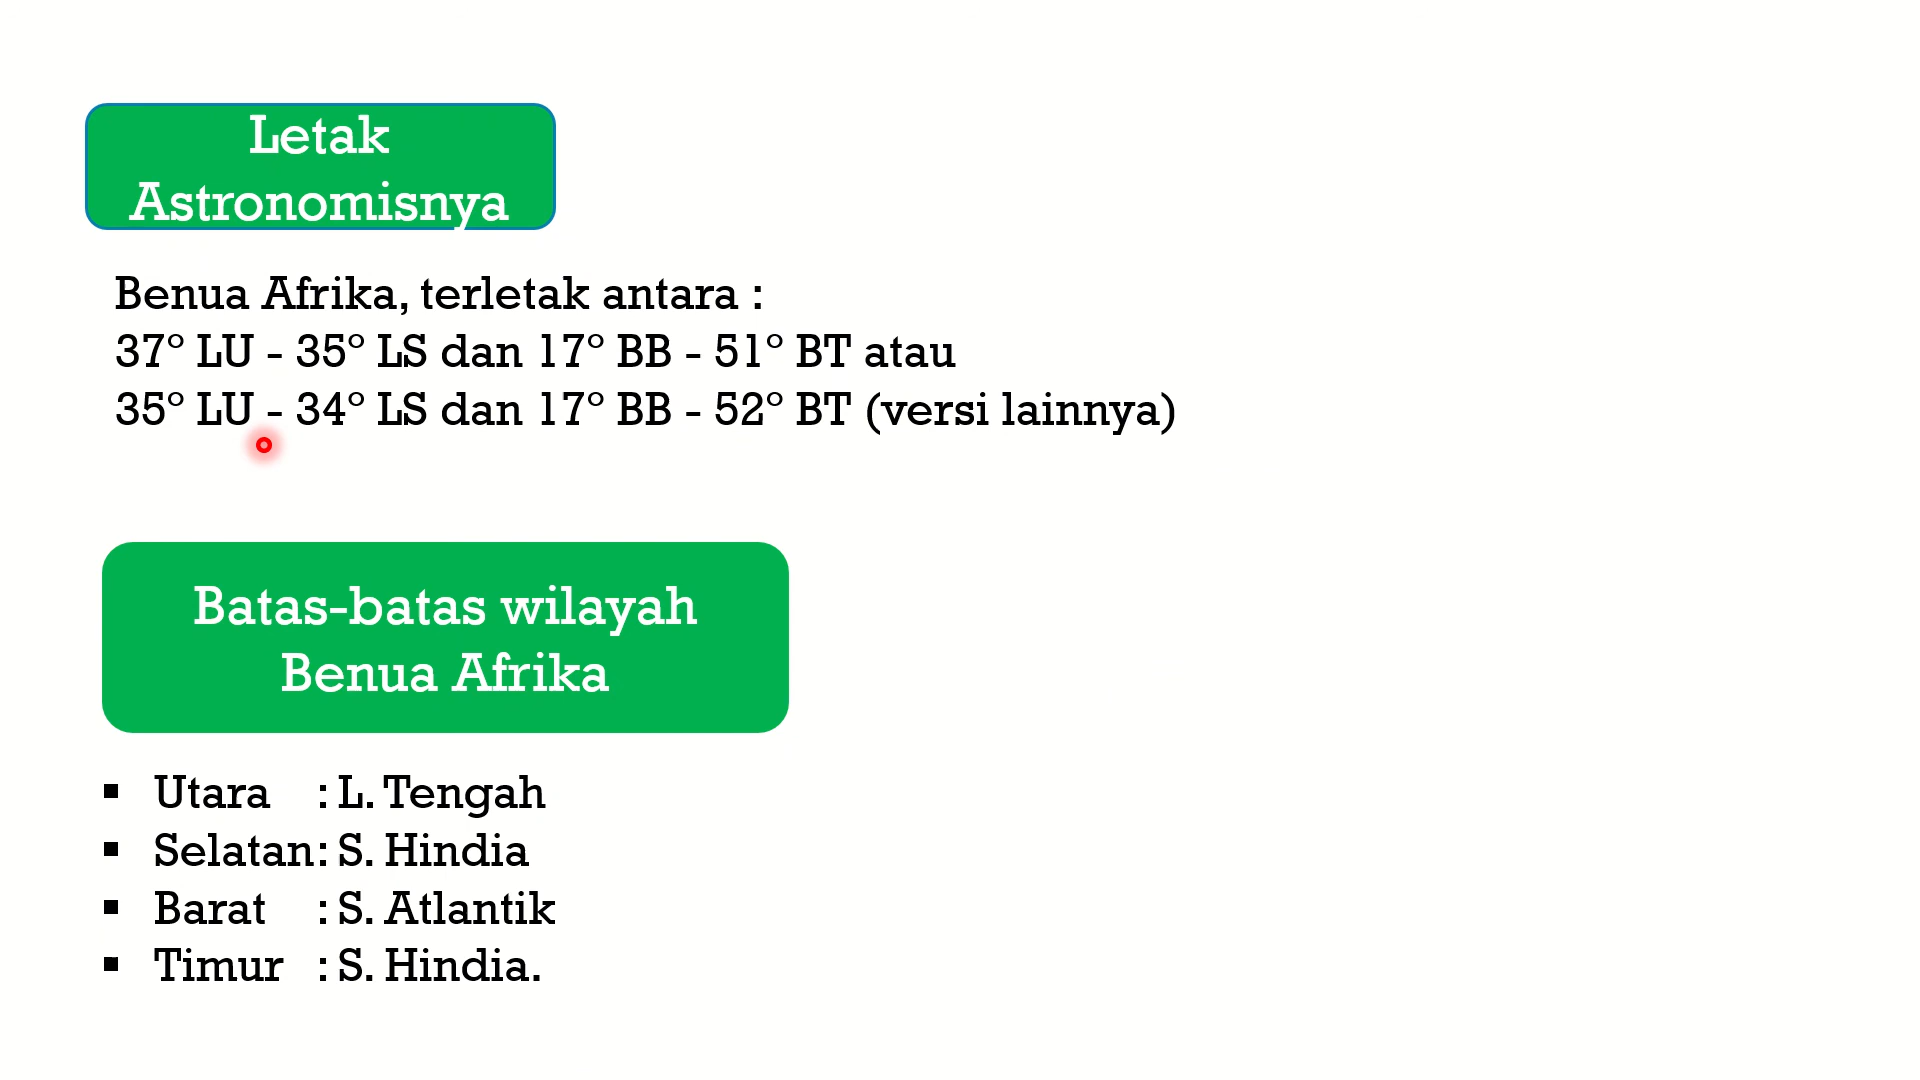 Letak
Astronomisnya
Benua Afrika, terletak antara :
37° LU - 35° LS dan 17° BB - 51° BT atau
35° LU - 34° LS dan 17° BB - 52° BT (versi lainnya)
Batas-batas wilayah
Benua Afrika
▪ Utara : L. Tengah
▪ Selatan : S. Hindia
▪ Barat : S. Atlantik
▪ Timur : S. Hindia.